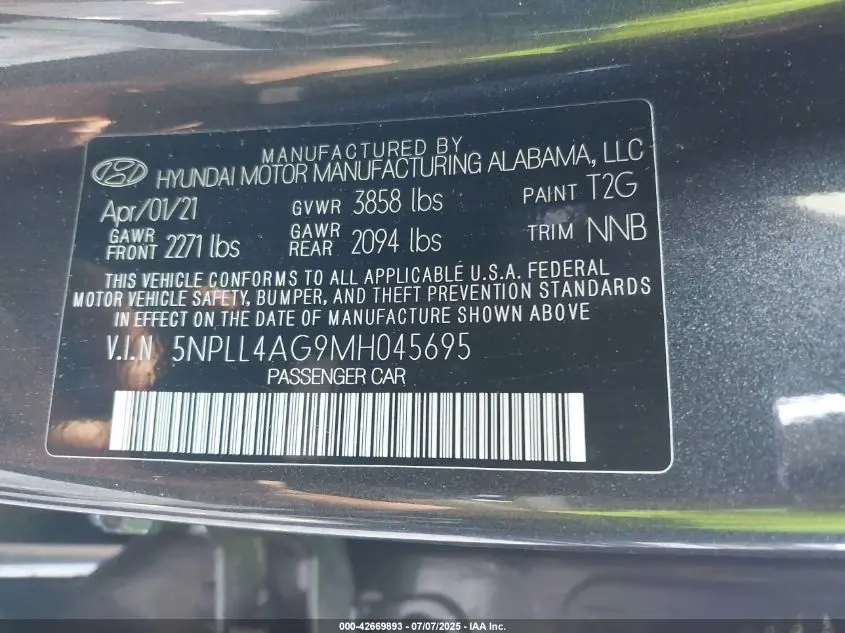 MANUFACTURED BY
HYUNDAI MOTOR MANUFACTURING ALABAMA, LLC
Apr/01/21 GVWR 3858 lbs PAINT T2G
GAWR FRONT 2271 lbs GAWR REAR 2094 lbs TRIM NNB
THIS VEHICLE CONFORMS TO ALL APPLICABLE U.S.A. FEDERAL
MOTOR VEHICLE SAFETY, BUMPER, AND THEFT PREVENTION STANDARDS
IN EFFECT ON THE DATE OF MANUFACTURE SHOWN ABOVE
V.I.N 5NPLL4AG9MH045695
PASSENGER CAR
000-42669893 - 07/07/2025 - IAA Inc.